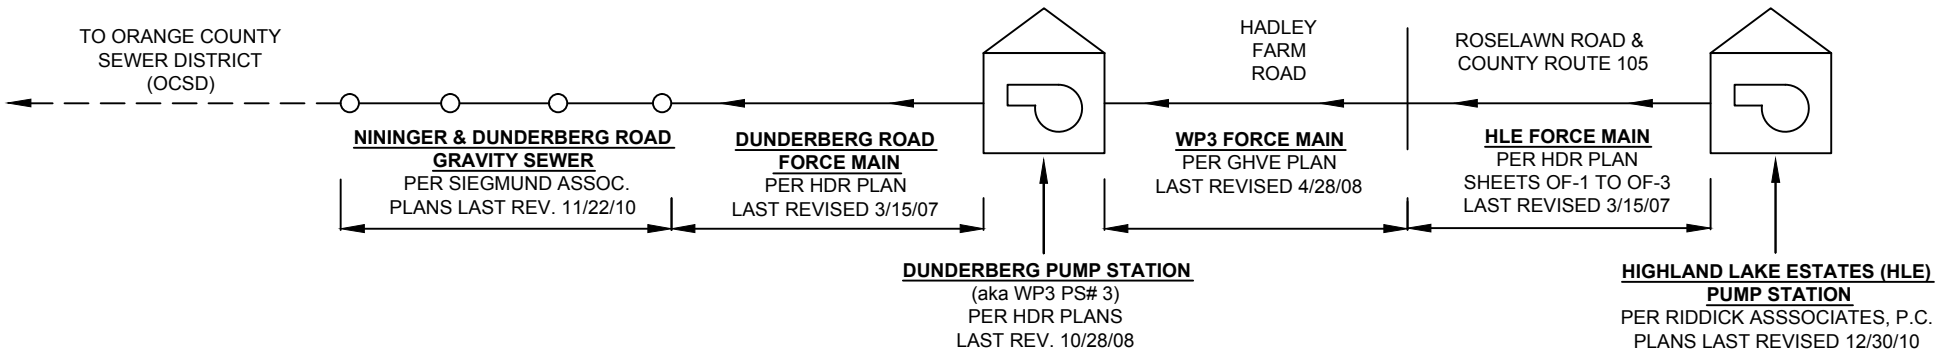 TO ORANGE COUNTY
SEWER DISTRICT
(OCSD)
HADLEY
FARM
ROAD
ROSELAWN ROAD &
COUNTY ROUTE 105
NININGER & DUNDERBERG ROAD
GRAVITY SEWER
PER SIEGMUND ASSOC.
PLANS LAST REV. 11/22/10
DUNDERBERG ROAD
FORCE MAIN
PER HDR PLAN
LAST REVISED 3/15/07
WP3 FORCE MAIN
PER GHVE PLAN
LAST REVISED 4/28/08
HLE FORCE MAIN
PER HDR PLAN
SHEETS OF-1 TO OF-3
LAST REVISED 3/15/07
DUNDERBERG PUMP STATION
(aka WP3 PS# 3)
PER HDR PLANS
LAST REV. 10/28/08
HIGHLAND LAKE ESTATES (HLE)
PUMP STATION
PER RIDDICK ASSSOCIATES, P.C.
PLANS LAST REVISED 12/30/10